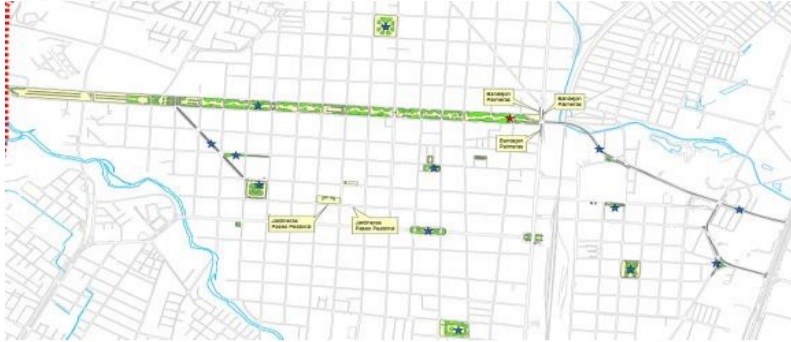 Bandejon
Palmeras
Bandejon
Palmeras
Bandejon
Palmeras
Jardineras
Paseo Peatonal
Jardineras
Paseo Peatonal